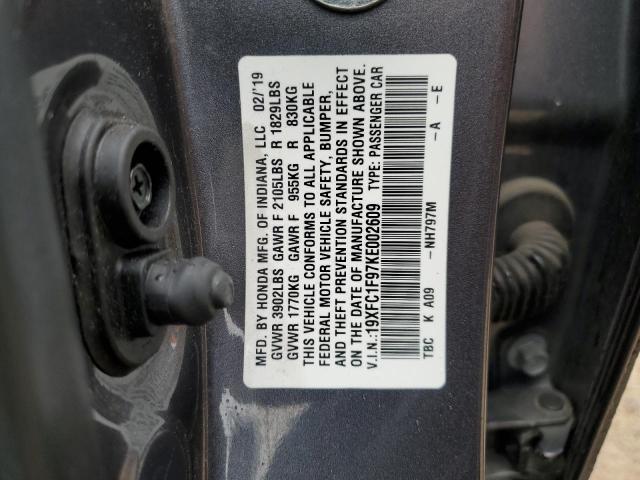 MFD. BY HONDA MFG. OF INDIANA, LLC 02/'19
GVWR 3902LBS GAWR F 2105LBS R 1829LBS
GVWR 1770KG GAWR F 955KG R 830KG
THIS VEHICLE CONFORMS TO ALL APPLICABLE
FEDERAL MOTOR VEHICLE SAFETY, BUMPER,
AND THEFT PREVENTION STANDARDS IN EFFECT
ON THE DATE OF MANUFACTURE SHOWN ABOVE.
V.I.N.:19XFC1F97KE002609 TYPE: PASSENGER CAR
TBC K A09 -NH797M -A -E